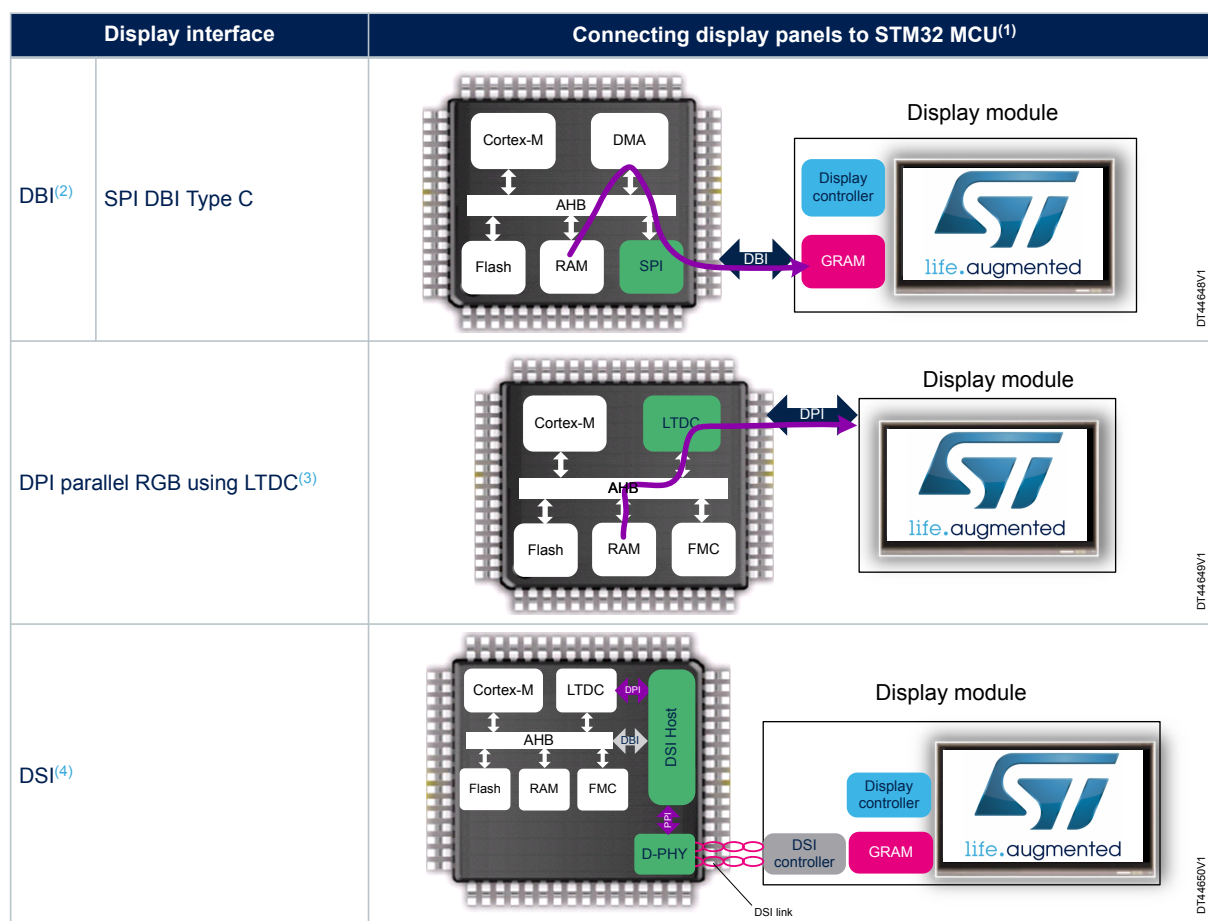 Display interface
Connecting display panels to STM32 MCU(1)
DBI(2)
SPI DBI Type C
Cortex-M
DMA
AHB
Flash
RAM
SPI
DBI
Display module
Display controller
GRAM
life.augmented
DT44648V1
DPI parallel RGB using LTDC(3)
Cortex-M
LTDC
AHB
Flash
RAM
FMC
DPI
Display module
life.augmented
DT44649V1
DSI(4)
Cortex-M
LTDC
DPI
AHB
DBI
DSI Host
Flash
RAM
FMC
PPI
D-PHY
DSI link
Display module
Display
controller
DSI
controller
GRAM
life.augmented
DT44650V1